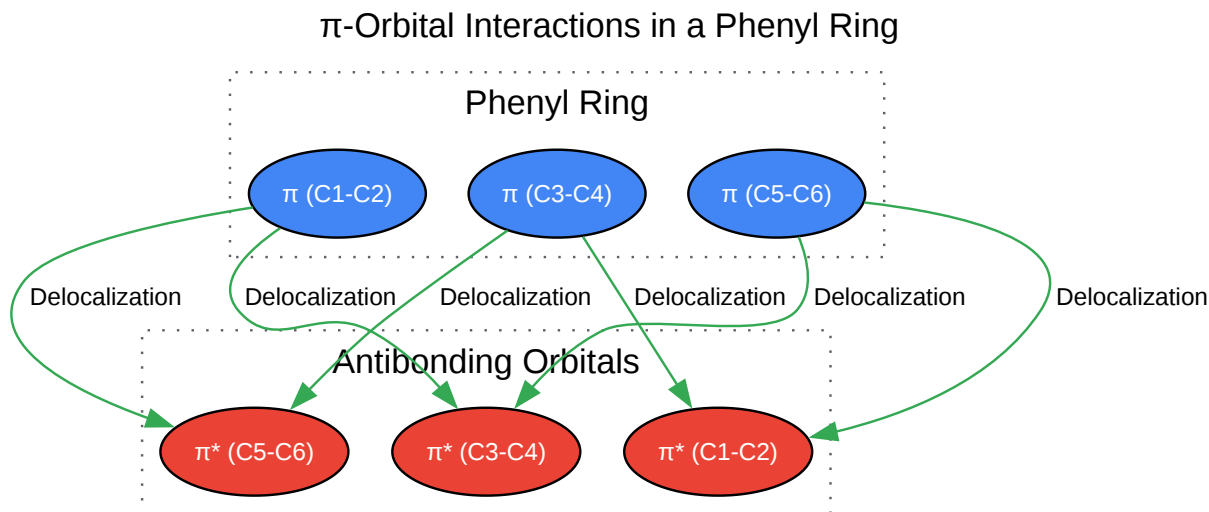 π-Orbital Interactions in a Phenyl Ring
Phenyl Ring
π (C1-C2)
π (C3-C4)
π (C5-C6)
Delocalization
Delocalization
Delocalization
Delocalization
Delocalization
Delocalization
Antibonding Orbitals
π* (C5-C6)
π* (C3-C4)
π* (C1-C2)